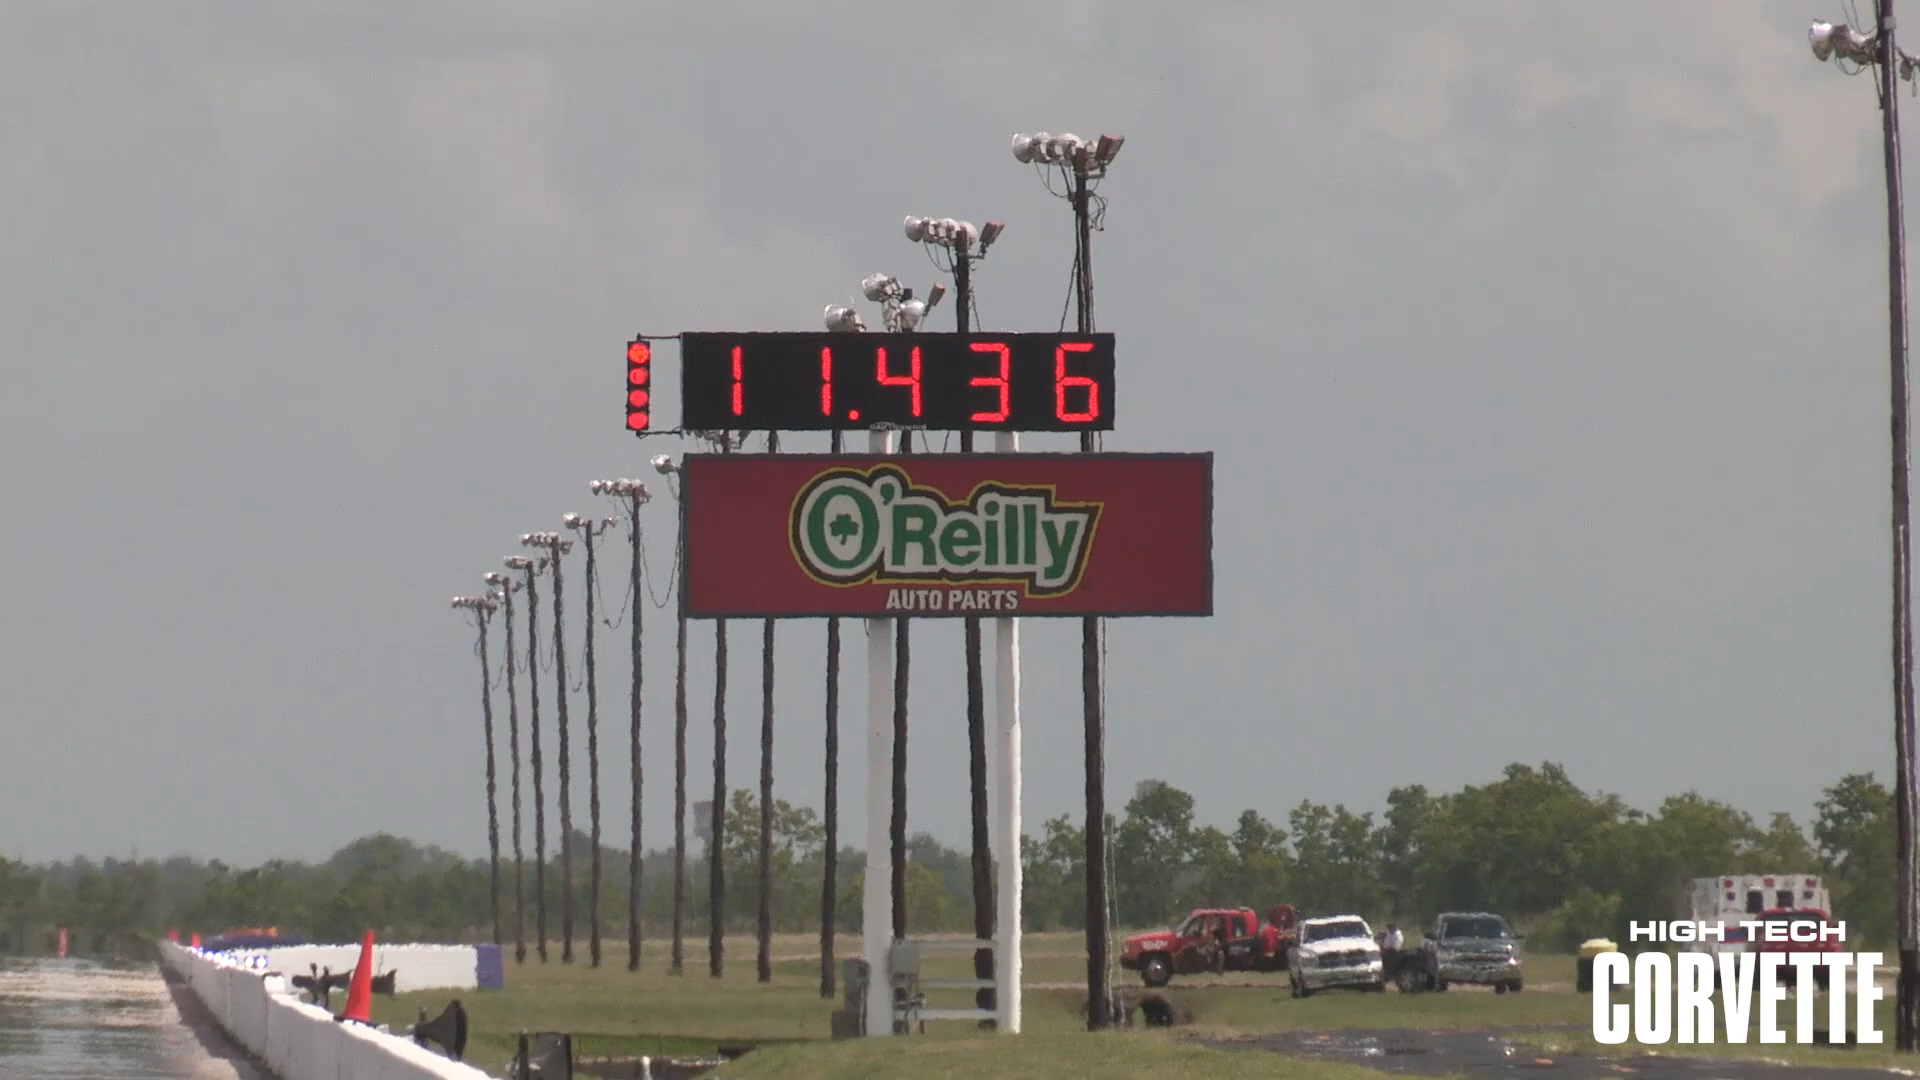 11.436
O'Reilly
AUTO PARTS
HIGH TECH
CORVETTE